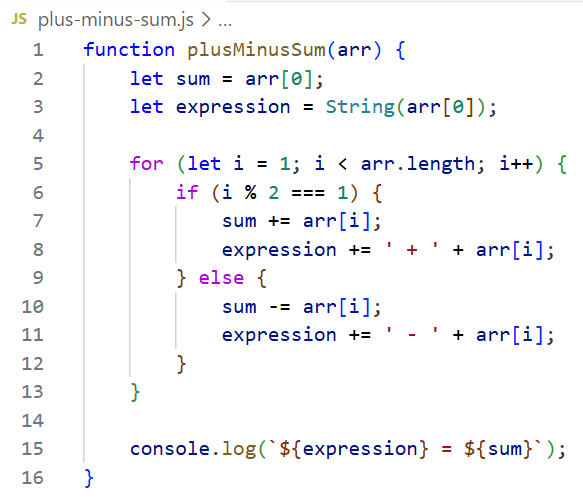 JS plus-minus-sum.js > ...
1 function plusMinusSum(arr) {
2     let sum = arr[0];
3     let expression = String(arr[0]);
4
5     for (let i = 1; i < arr.length; i++) {
6         if (i % 2 === 1) {
7             sum += arr[i];
8             expression += ' + ' + arr[i];
9         } else {
10             sum -= arr[i];
11             expression += ' - ' + arr[i];
12         }
13     }
14
15     console.log(`${expression} = ${sum}`);
16 }